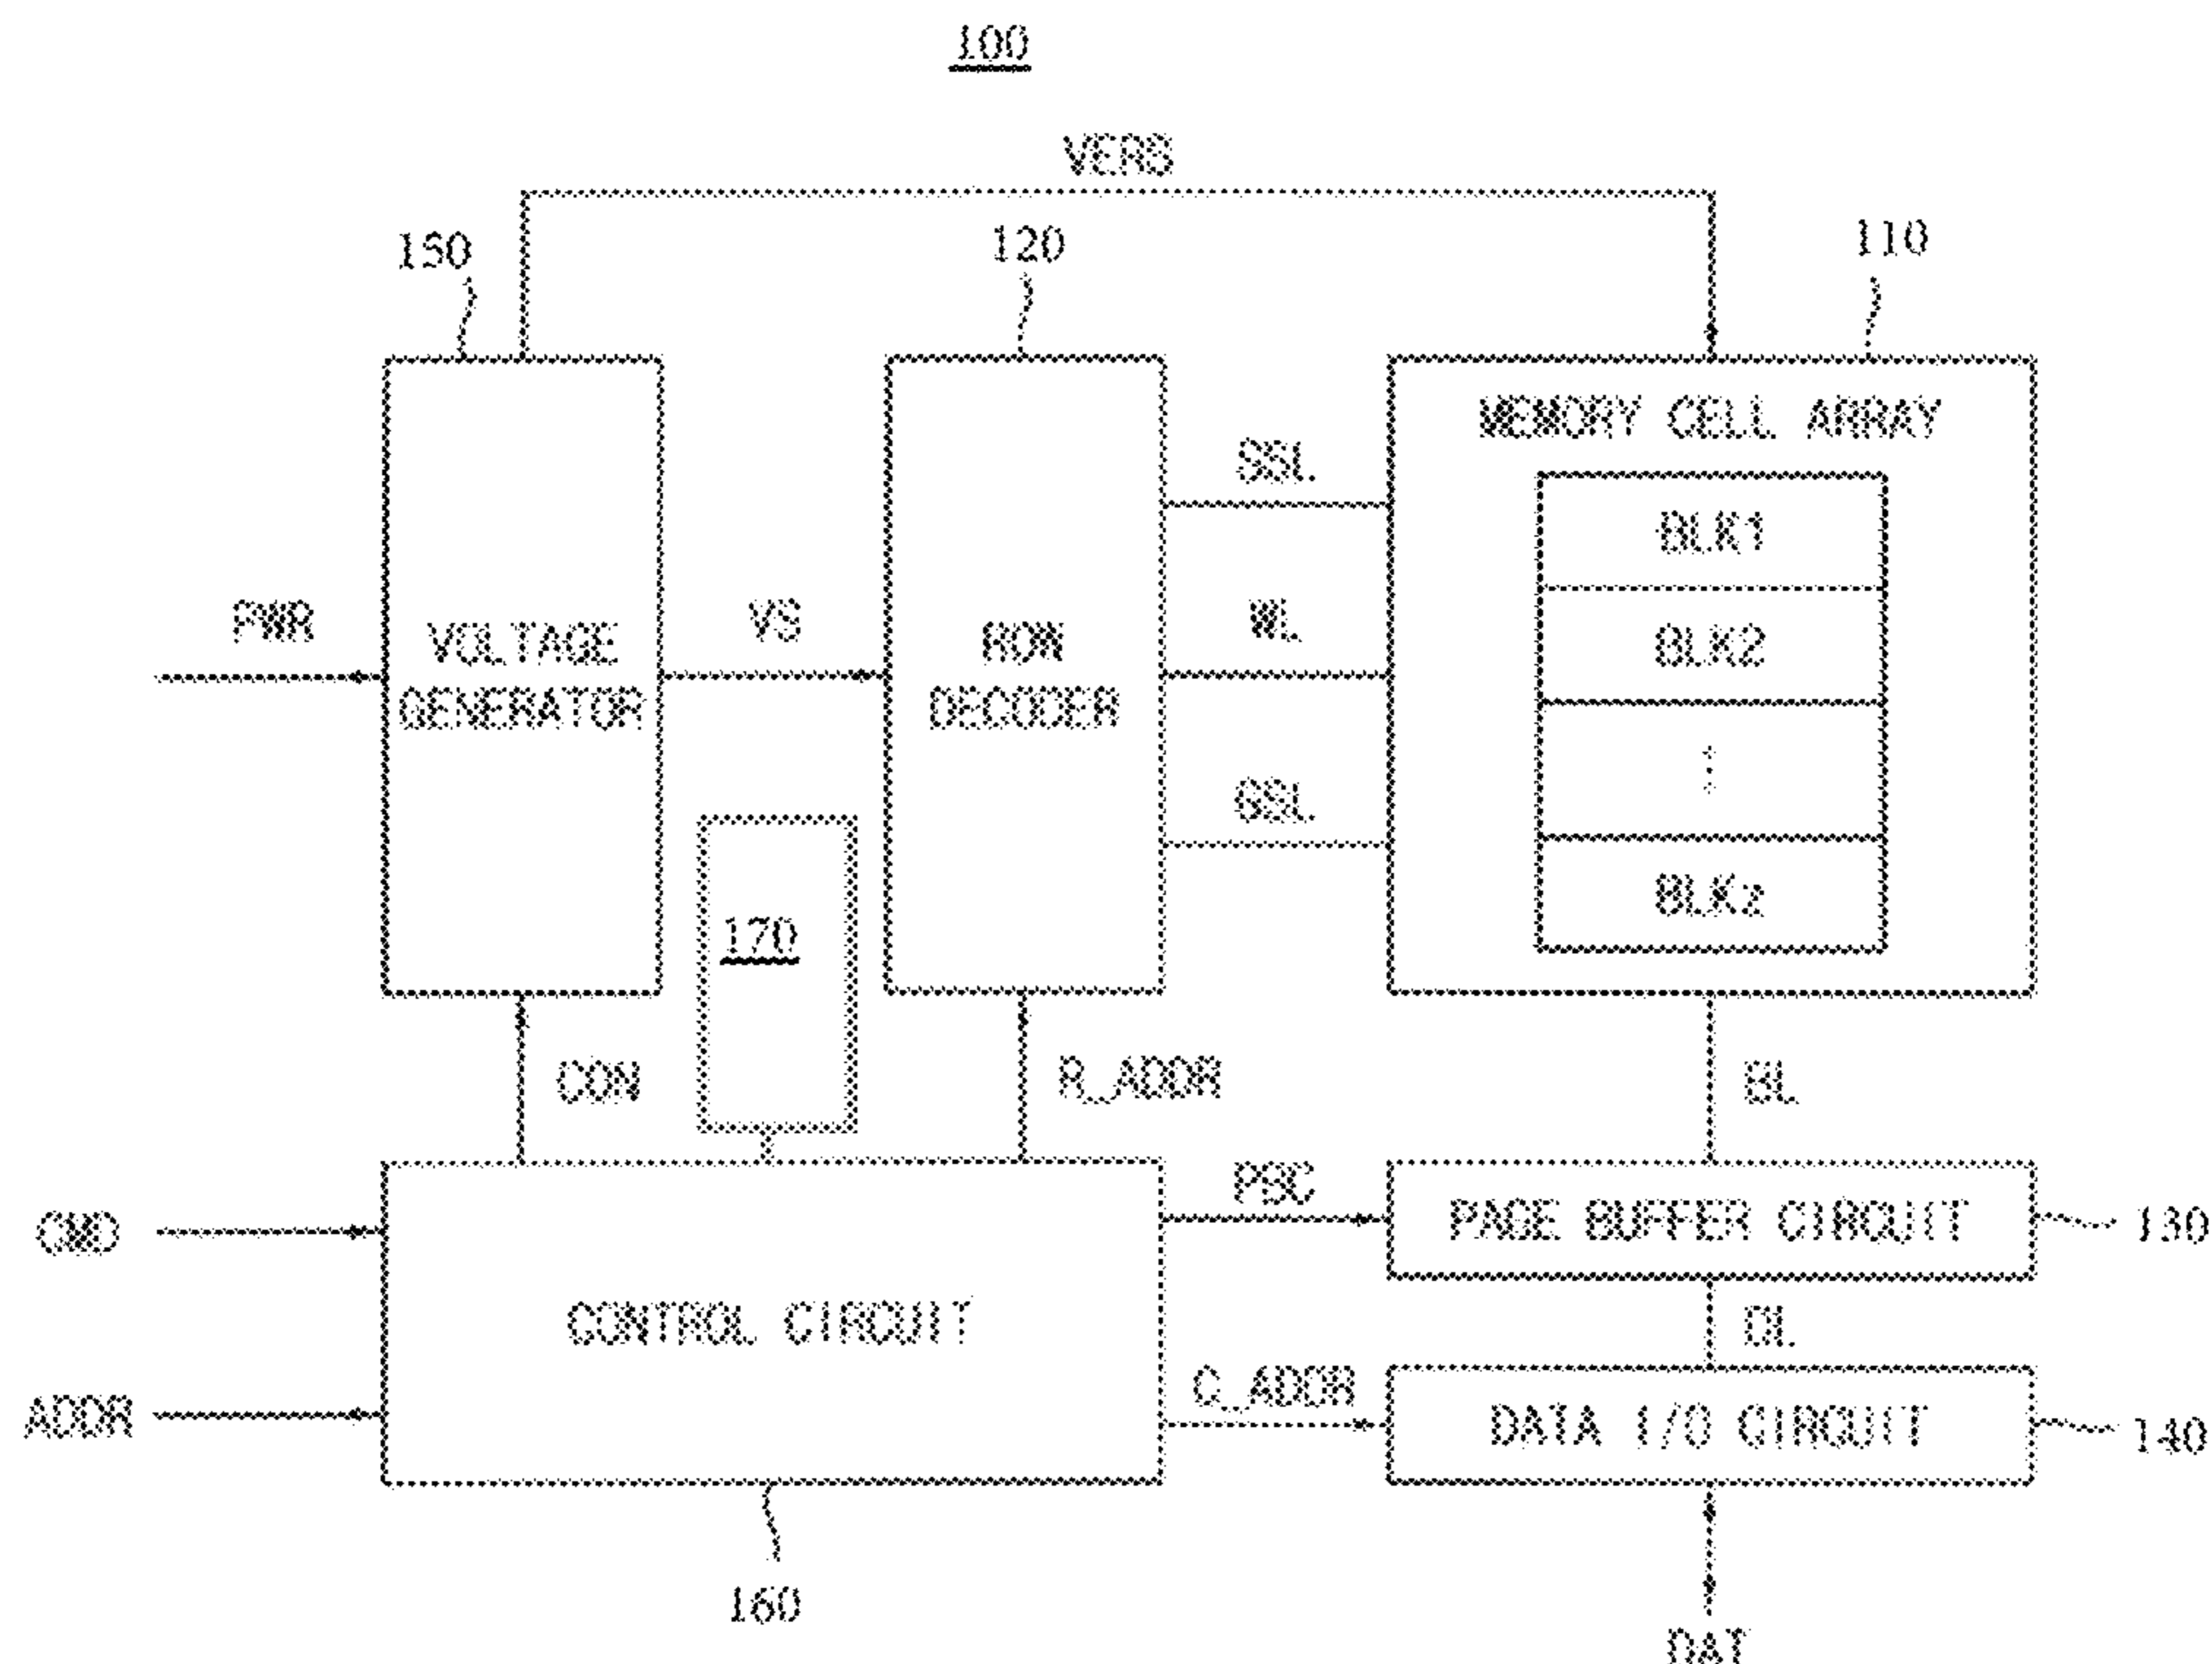 100
VERS
150
120
110
MEMORY CELL ARRAY
SSL
BLK1
PWR
VS
WL
VOLTAGE
GENERATOR
ROW
DECODER
BLK2
GSL
BLKz
170
CON
R_ADDR
BL
PBC
CMD
PAGE BUFFER CIRCUIT
130
CONTROL CIRCUIT
DL
C_ADDR
ADDR
DATA I/O CIRCUIT
140
160
DAT